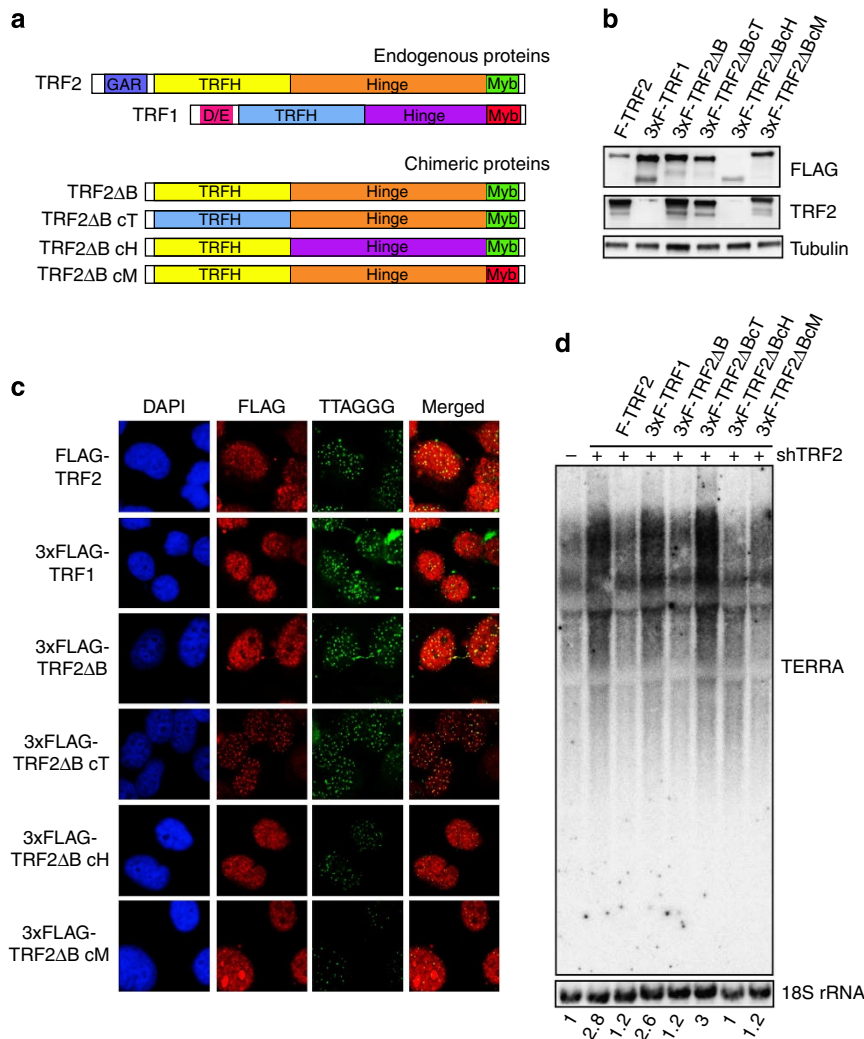 a
Endogenous proteins
TRF2 GAR TRFH Hinge Myb
TRF1 D/E TRFH Hinge Myb
Chimeric proteins
TRF2ΔB TRFH Hinge Myb
TRF2ΔB cT TRFH Hinge Myb
TRF2ΔB cH TRFH Hinge Myb
TRF2ΔB cM TRFH Hinge Myb
b
F-TRF2
3xF-TRF1
3xF-TRF2ΔB
3xF-TRF2ΔBcT
3xF-TRF2ΔBcH
3xF-TRF2ΔBcM
FLAG
TRF2
Tubulin
c
DAPI FLAG TTAGGG Merged
FLAG-
TRF2
3xFLAG-
TRF1
3xFLAG-
TRF2ΔB
3xFLAG-
TRF2ΔB cT
3xFLAG-
TRF2ΔB cH
3xFLAG-
TRF2ΔB cM
d
F-TRF2
3xF-TRF1
3xF-TRF2ΔB
3xF-TRF2ΔBcT
3xF-TRF2ΔBcH
3xF-TRF2ΔBcM
– + + + + + + + shTRF2
TERRA
18S rRNA
1 2.8 1.2 2.6 1.2 3 1 1.2